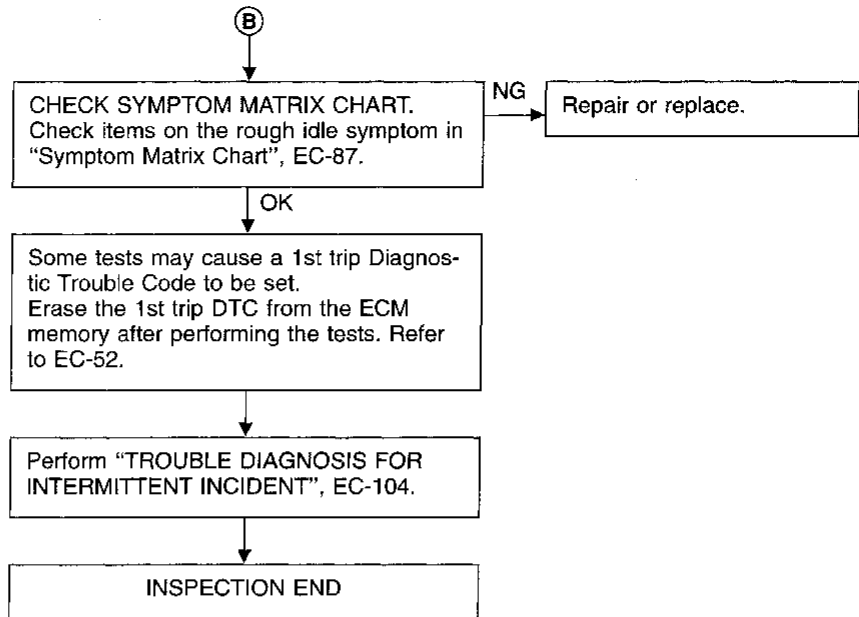 B
CHECK SYMPTOM MATRIX CHART.
Check items on the rough idle symptom in
“Symptom Matrix Chart”, EC-87.
NG
Repair or replace.
OK
Some tests may cause a 1st trip Diagnos-
tic Trouble Code to be set.
Erase the 1st trip DTC from the ECM
memory after performing the tests. Refer
to EC-52.
Perform “TROUBLE DIAGNOSIS FOR
INTERMITTENT INCIDENT”, EC-104.
INSPECTION END